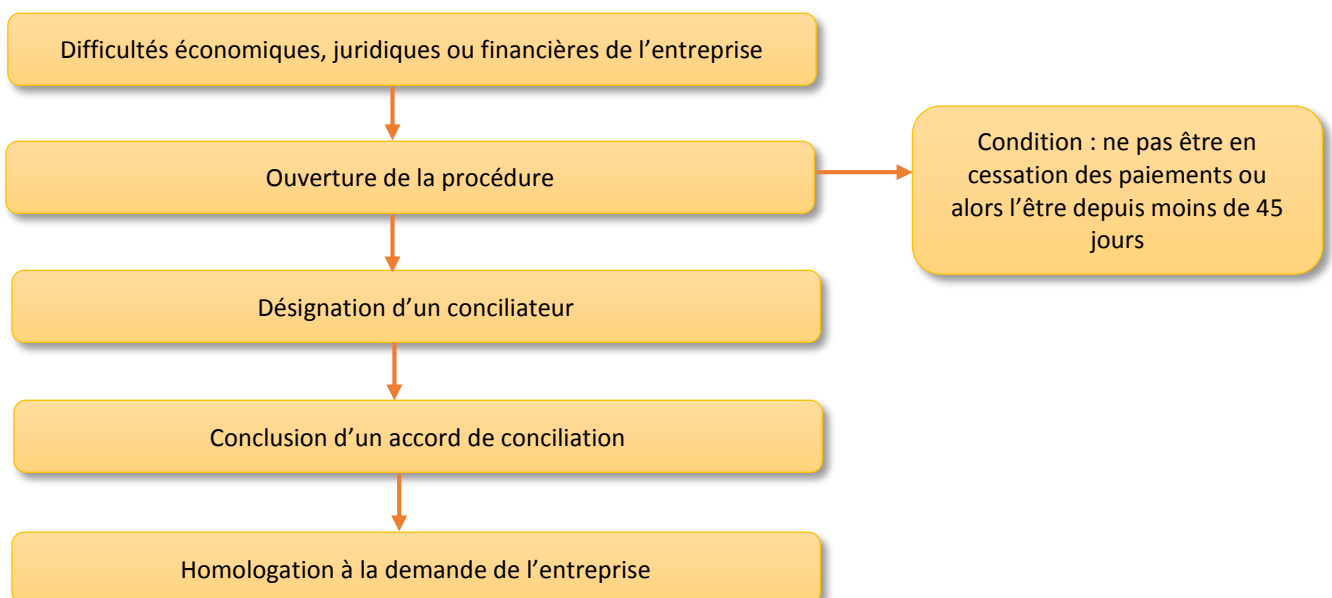 Difficultés économiques, juridiques ou financières de l’entreprise
Ouverture de la procédure
Condition : ne pas être en
cessation des paiements ou
alors l’être depuis moins de 45
jours
Désignation d’un conciliateur
Conclusion d’un accord de conciliation
Homologation à la demande de l’entreprise